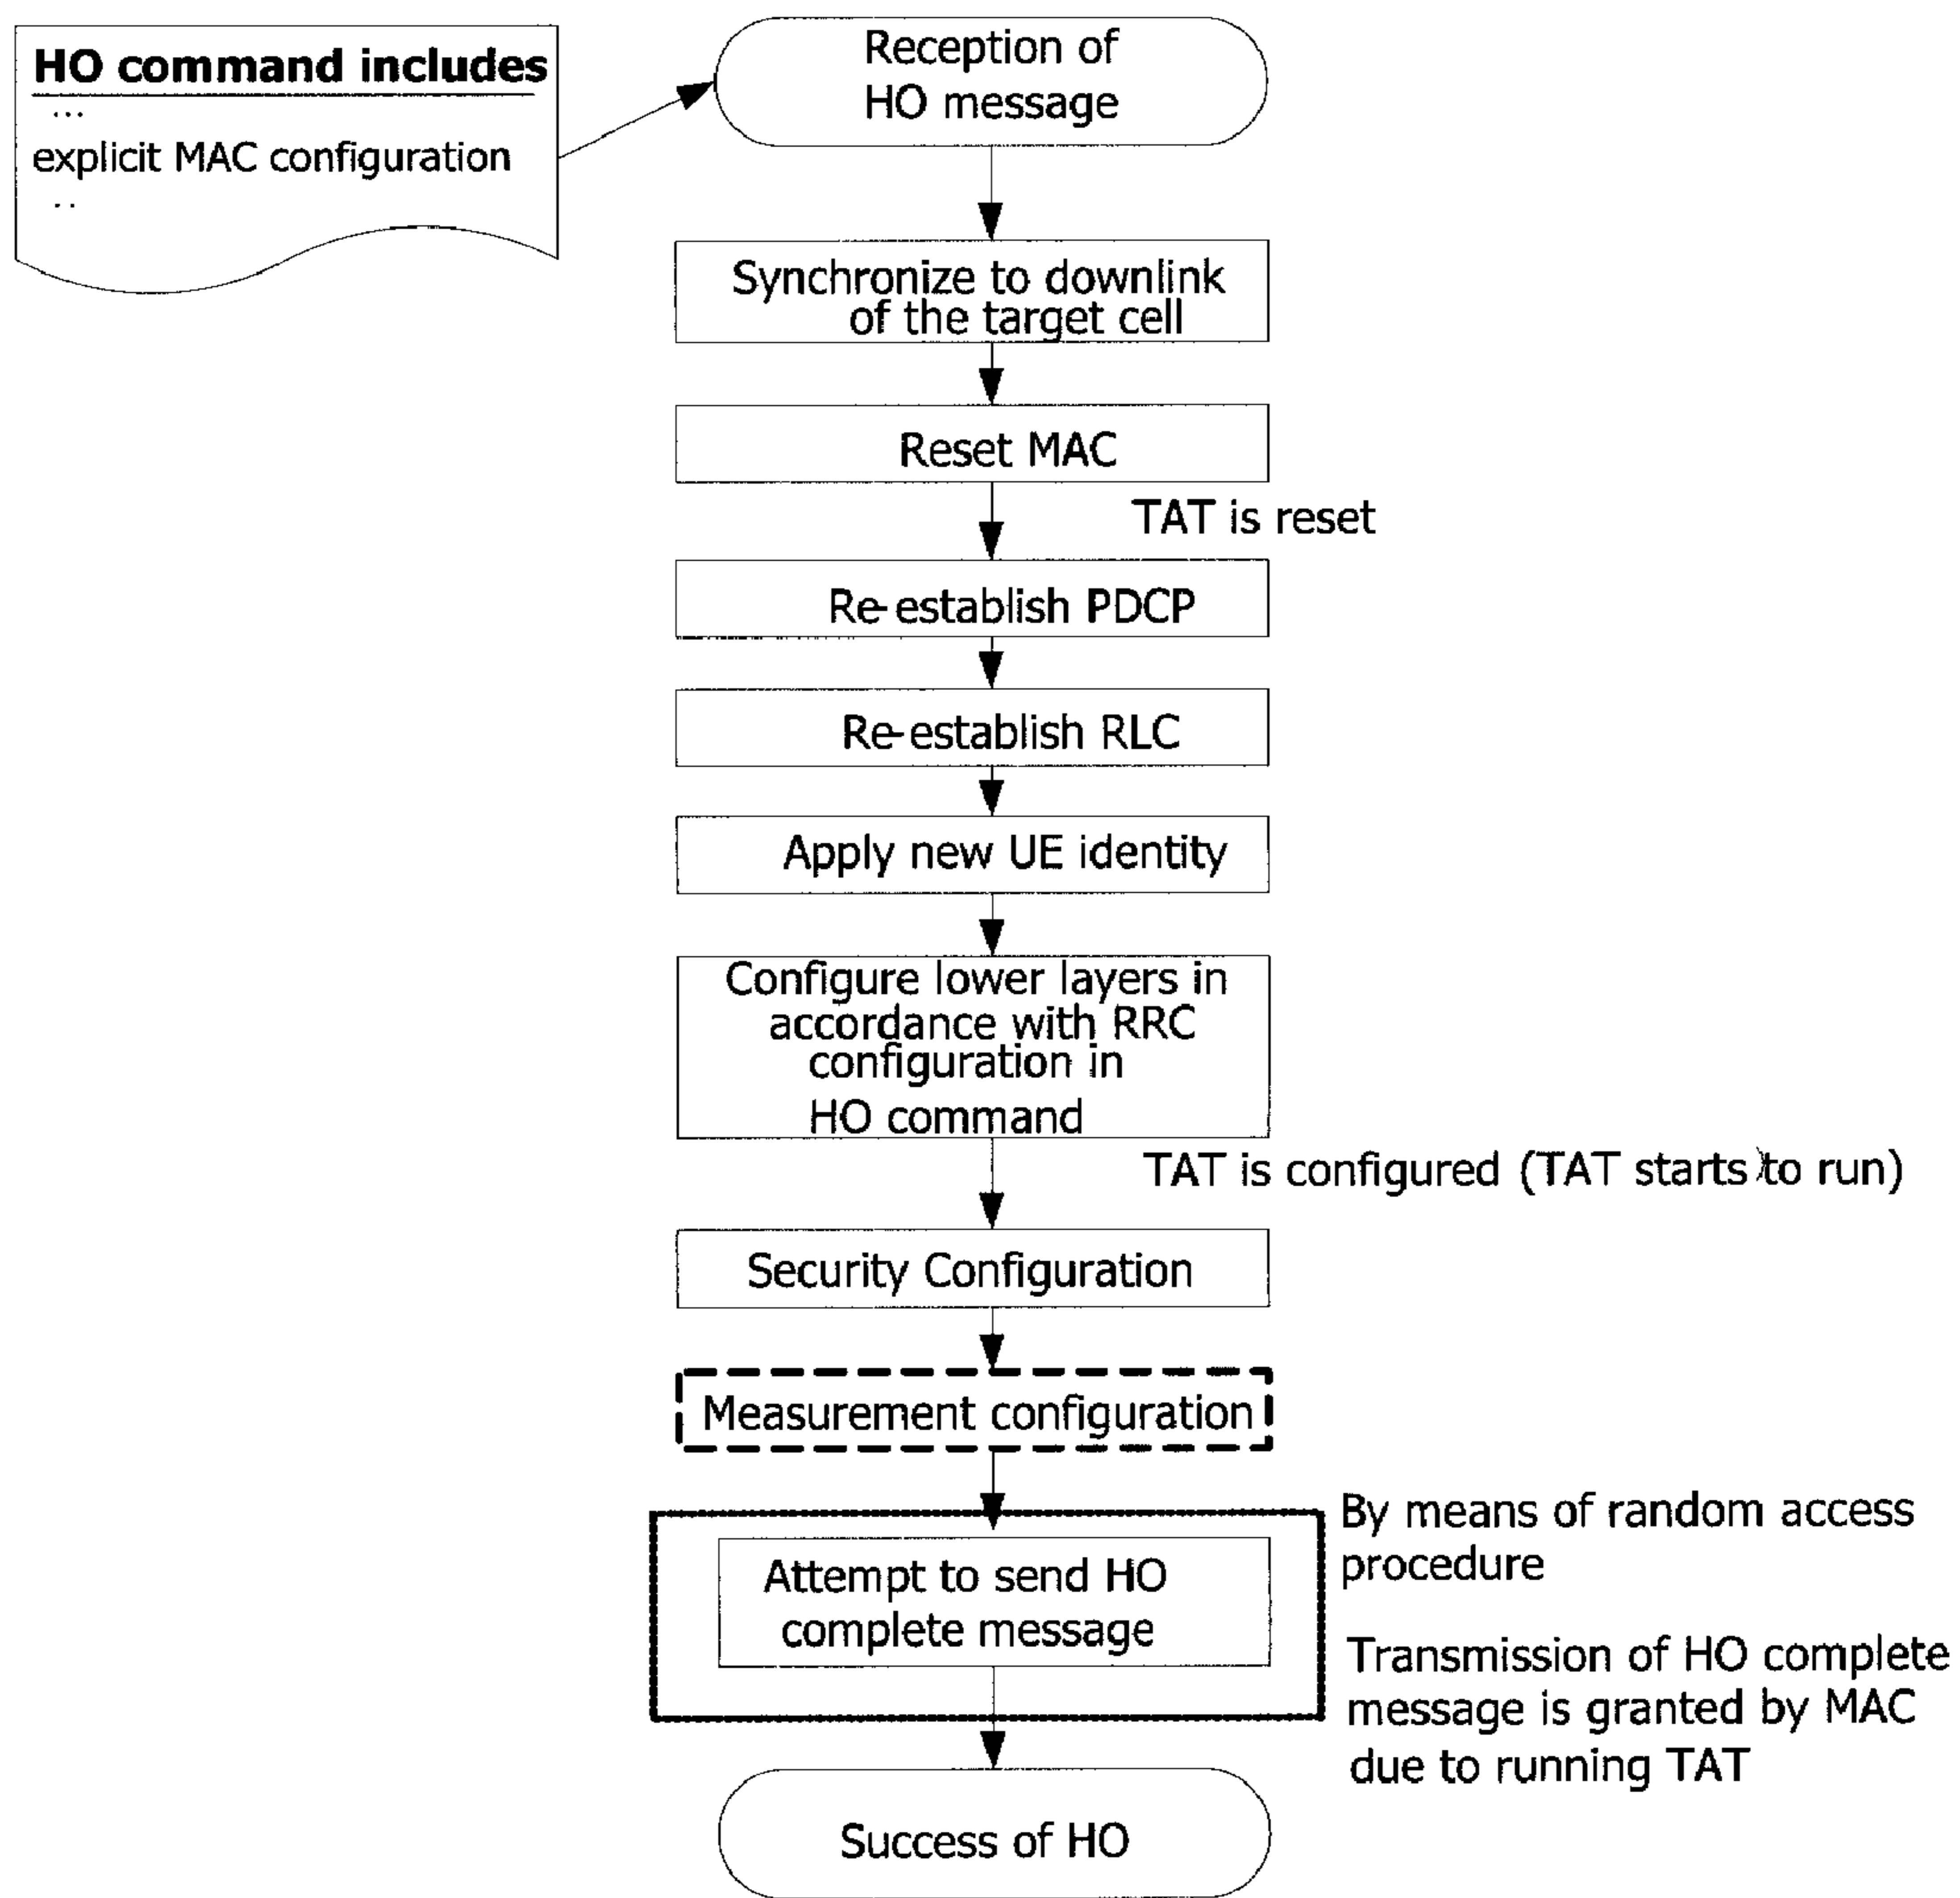 HO command includes
...
explicit MAC configuration
..
Reception of
HO message
Synchronize to downlink
of the target cell
Reset MAC
TAT is reset
Re-establish PDCP
Re-establish RLC
Apply new UE identity
Configure lower layers in
accordance with RRC
configuration in
HO command
TAT is configured (TAT starts to run)
Security Configuration
Measurement configuration
Attempt to send HO
complete message
By means of random access
procedure
Transmission of HO complete
message is granted by MAC
due to running TAT
Success of HO